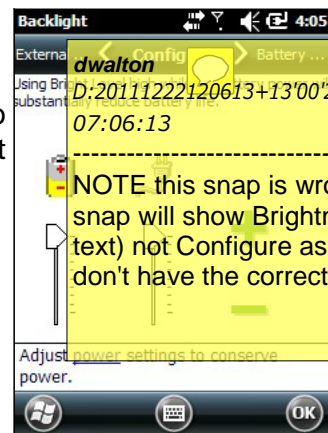 Backlight 4:05
Externa... Config Battery ...
dwalton
D:20111222120613+13'00'2
Using Brig
substantially reduce battery life.
07:06:13
NOTE this snap is wro
snap will show Brightn
text) not Configure as
don't have the correct
Adjust power settings to conserve
power.
OK